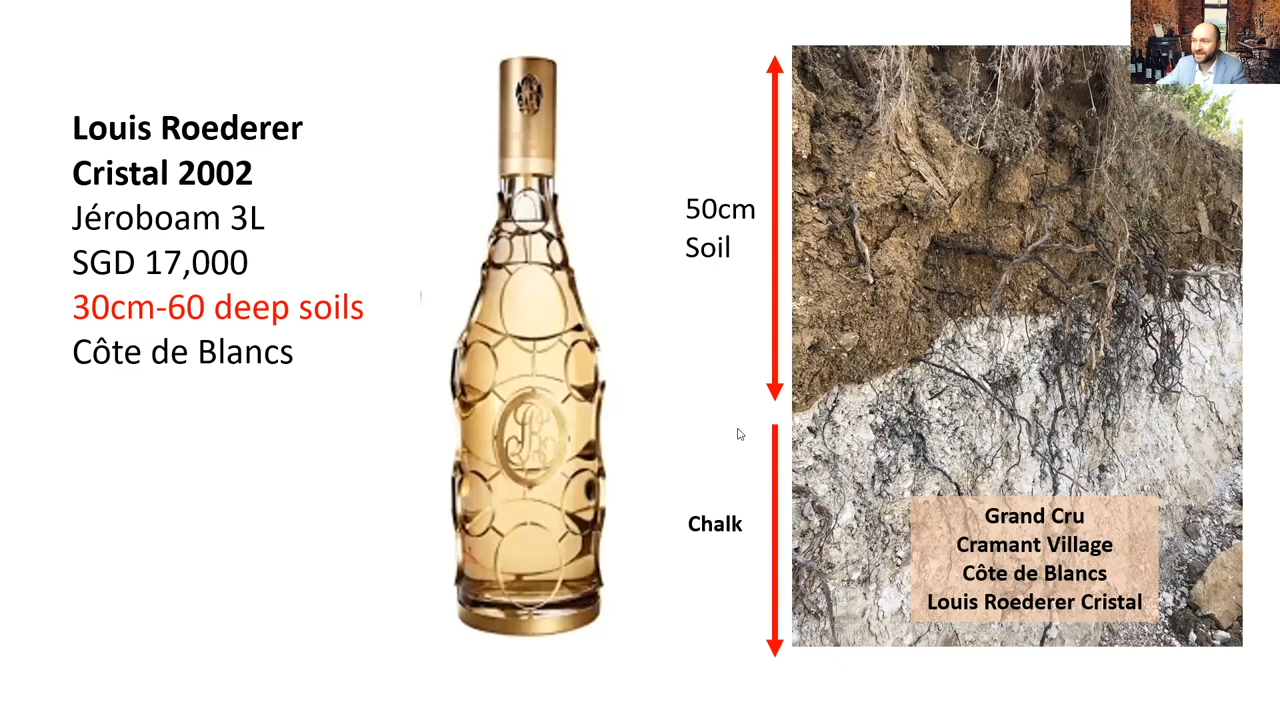 Louis Roederer
Cristal 2002
Jéroboam 3L
SGD 17,000
30cm-60 deep soils
Côte de Blancs
50cm
Soil
Chalk
Grand Cru
Cramant Village
Côte de Blancs
Louis Roederer Cristal